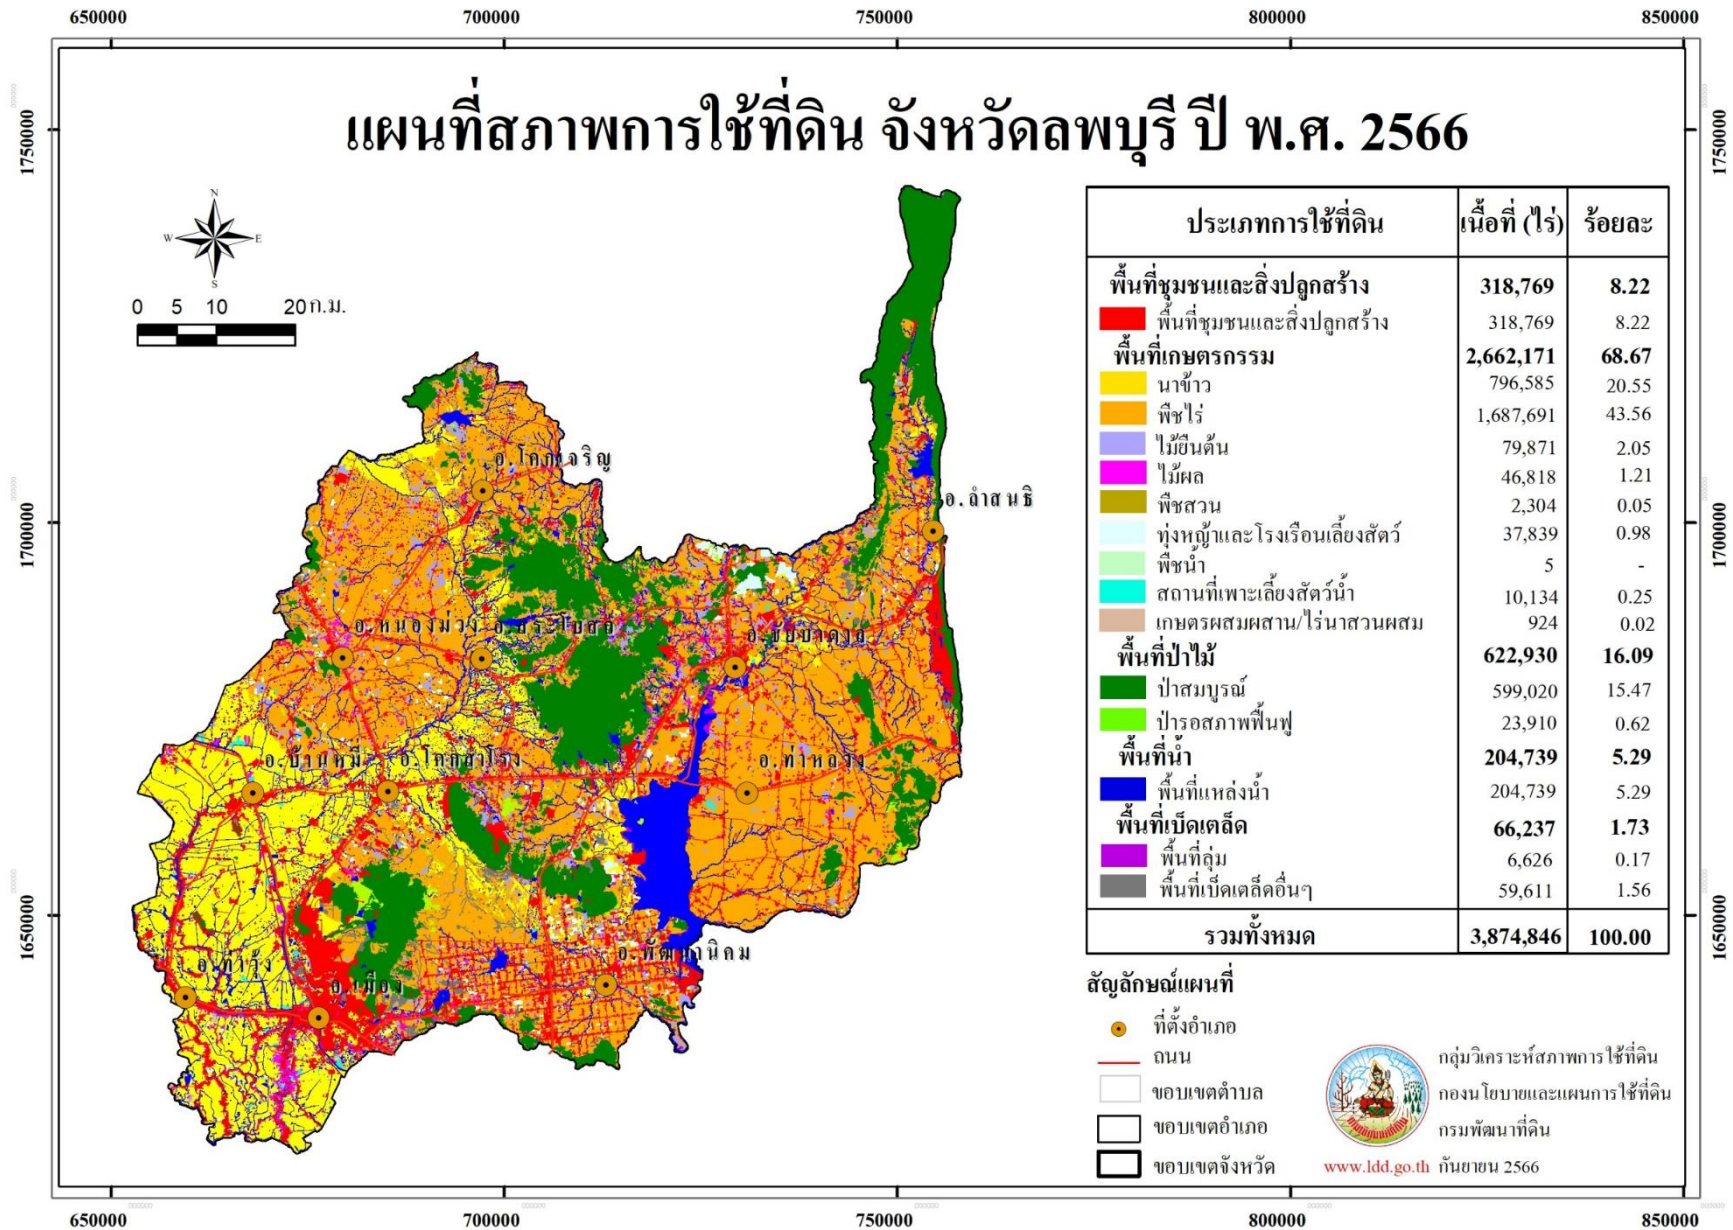 650000 700000 750000 800000 850000
แผนที่สภาพการใช้ที่ดิน จังหวัดลพบุรี ปี พ.ศ. 2566
1750000 1750000
N
W E
S
0 5 10 20 ก.ม.
ประเภทการใช้ที่ดิน เนื้อที่ (ไร่) ร้อยละ
พื้นที่ชุมชนและสิ่งปลูกสร้าง 318,769 8.22
พื้นที่ชุมชนและสิ่งปลูกสร้าง 318,769 8.22
พื้นที่เกษตรกรรม 2,662,171 68.67
นาข้าว 796,585 20.55
พืชไร่ 1,687,691 43.56
ไม้ยืนต้น 79,871 2.05
ไม้ผล 46,818 1.21
พืชสวน 2,304 0.05
ทุ่งหญ้าและโรงเรือนเลี้ยงสัตว์ 37,839 0.98
พืชน้ำ 5 -
สถานที่เพาะเลี้ยงสัตว์น้ำ 10,134 0.25
เกษตรผสมผสาน/ไร่นาสวนผสม 924 0.02
พื้นที่ป่าไม้ 622,930 16.09
ป่าสมบูรณ์ 599,020 15.47
ป่ารอสภาพฟื้นฟู 23,910 0.62
พื้นที่น้ำ 204,739 5.29
พื้นที่แหล่งน้ำ 204,739 5.29
พื้นที่เบ็ดเตล็ด 66,237 1.73
พื้นที่ลุ่ม 6,626 0.17
พื้นที่เบ็ดเตล็ดอื่นๆ 59,611 1.56
รวมทั้งหมด 3,874,846 100.00
อ.โคกเจริญ
อ.ลำสนธิ
1700000 1700000
อ.หนองม่วง อ.สระโบสถ์ อ.ชัยบาดาล
อ.บ้านหมี่ อ.โคกสำโรง อ.ท่าหลวง
1650000 1650000
อ.พัฒนานิคม
อ.ท่าวุ้ง
อ.เมือง
สัญลักษณ์แผนที่
ที่ตั้งอำเภอ
ถนน
ขอบเขตตำบล
ขอบเขตอำเภอ
ขอบเขตจังหวัด
กลุ่มวิเคราะห์สภาพการใช้ที่ดิน
กองนโยบายและแผนการใช้ที่ดิน
กรมพัฒนาที่ดิน
www.ldd.go.th กันยายน 2566
650000 700000 750000 800000 850000